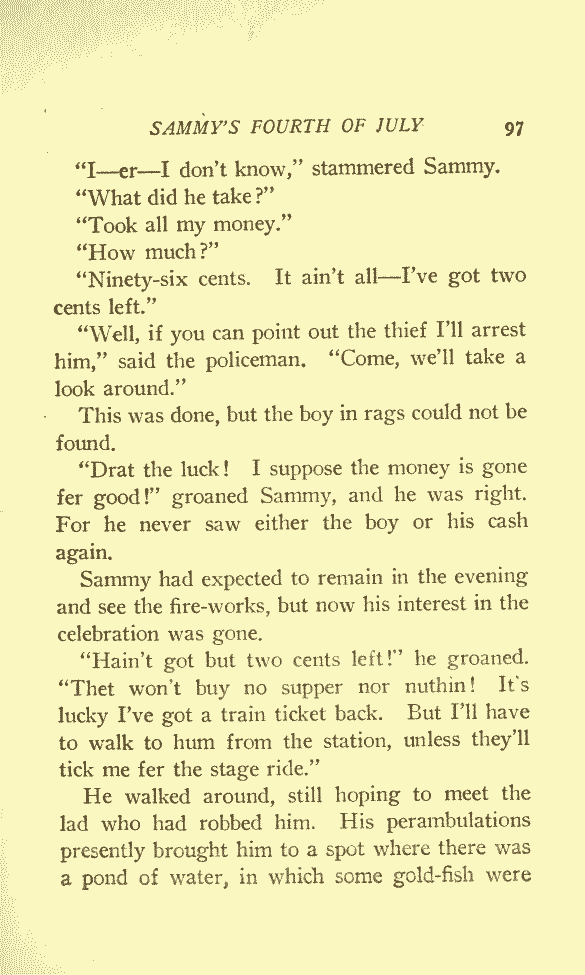 SAMMY'S FOURTH OF JULY 97
“I—er—I don't know,” stammered Sammy.
“What did he take?”
“Took all my money.”
“How much?”
“Ninety-six cents. It ain't all—I've got two
cents left.”
“Well, if you can point out the thief I'll arrest
him,” said the policeman. “Come, we'll take a
look around.”
This was done, but the boy in rags could not be
found.
“Drat the luck! I suppose the money is gone
fer good!” groaned Sammy, and he was right.
For he never saw either the boy or his cash
again.
Sammy had expected to remain in the evening
and see the fire-works, but now his interest in the
celebration was gone.
“Hain't got but two cents left!” he groaned.
“Thet won't buy no supper nor nuthin! It's
lucky I've got a train ticket back. But I'll have
to walk to hum from the station, unless they'll
tick me fer the stage ride.”
He walked around, still hoping to meet the
lad who had robbed him. His perambulations
presently brought him to a spot where there was
a pond of water, in which some gold-fish were